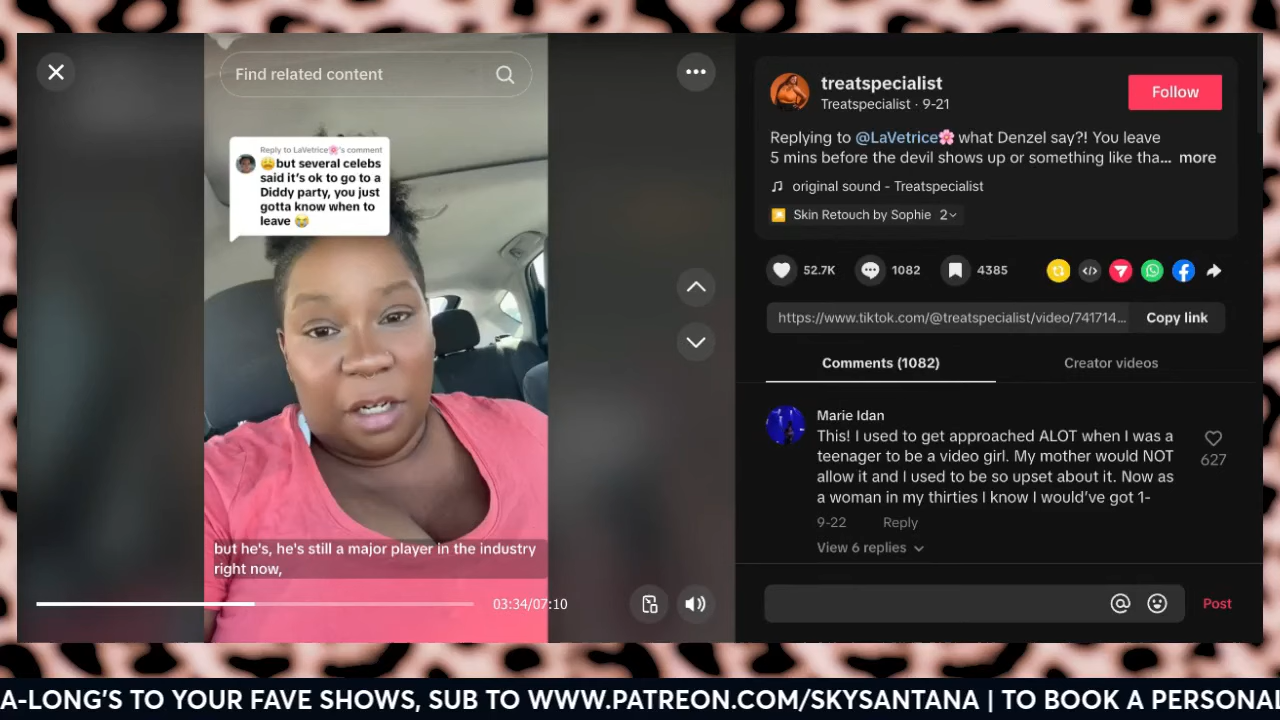 Find related content
Reply to LaVetrice🌸's comment
😩but several celebs
said it's ok to go to a
Diddy party, you just
gotta know when to
leave 😭
but he's, he's still a major player in the industry
right now,
03:34/07:10
treatspecialist
Treatspecialist · 9-21
Follow
Replying to @LaVetrice🌸 what Denzel say?! You leave
5 mins before the devil shows up or something like tha... more
♫ original sound - Treatspecialist
Skin Retouch by Sophie 2
52.7K
1082
4385
https://www.tiktok.com/@treatspecialist/video/741714...
Copy link
Comments (1082)
Creator videos
Marie Idan
This! I used to get approached ALOT when I was a
teenager to be a video girl. My mother would NOT
allow it and I used to be so upset about it. Now as
a woman in my thirties I know I would've got 1-
627
9-22 Reply
View 6 replies
Post
A-LONG'S TO YOUR FAVE SHOWS, SUB TO WWW.PATREON.COM/SKYSANTANA | TO BOOK A PERSONAL